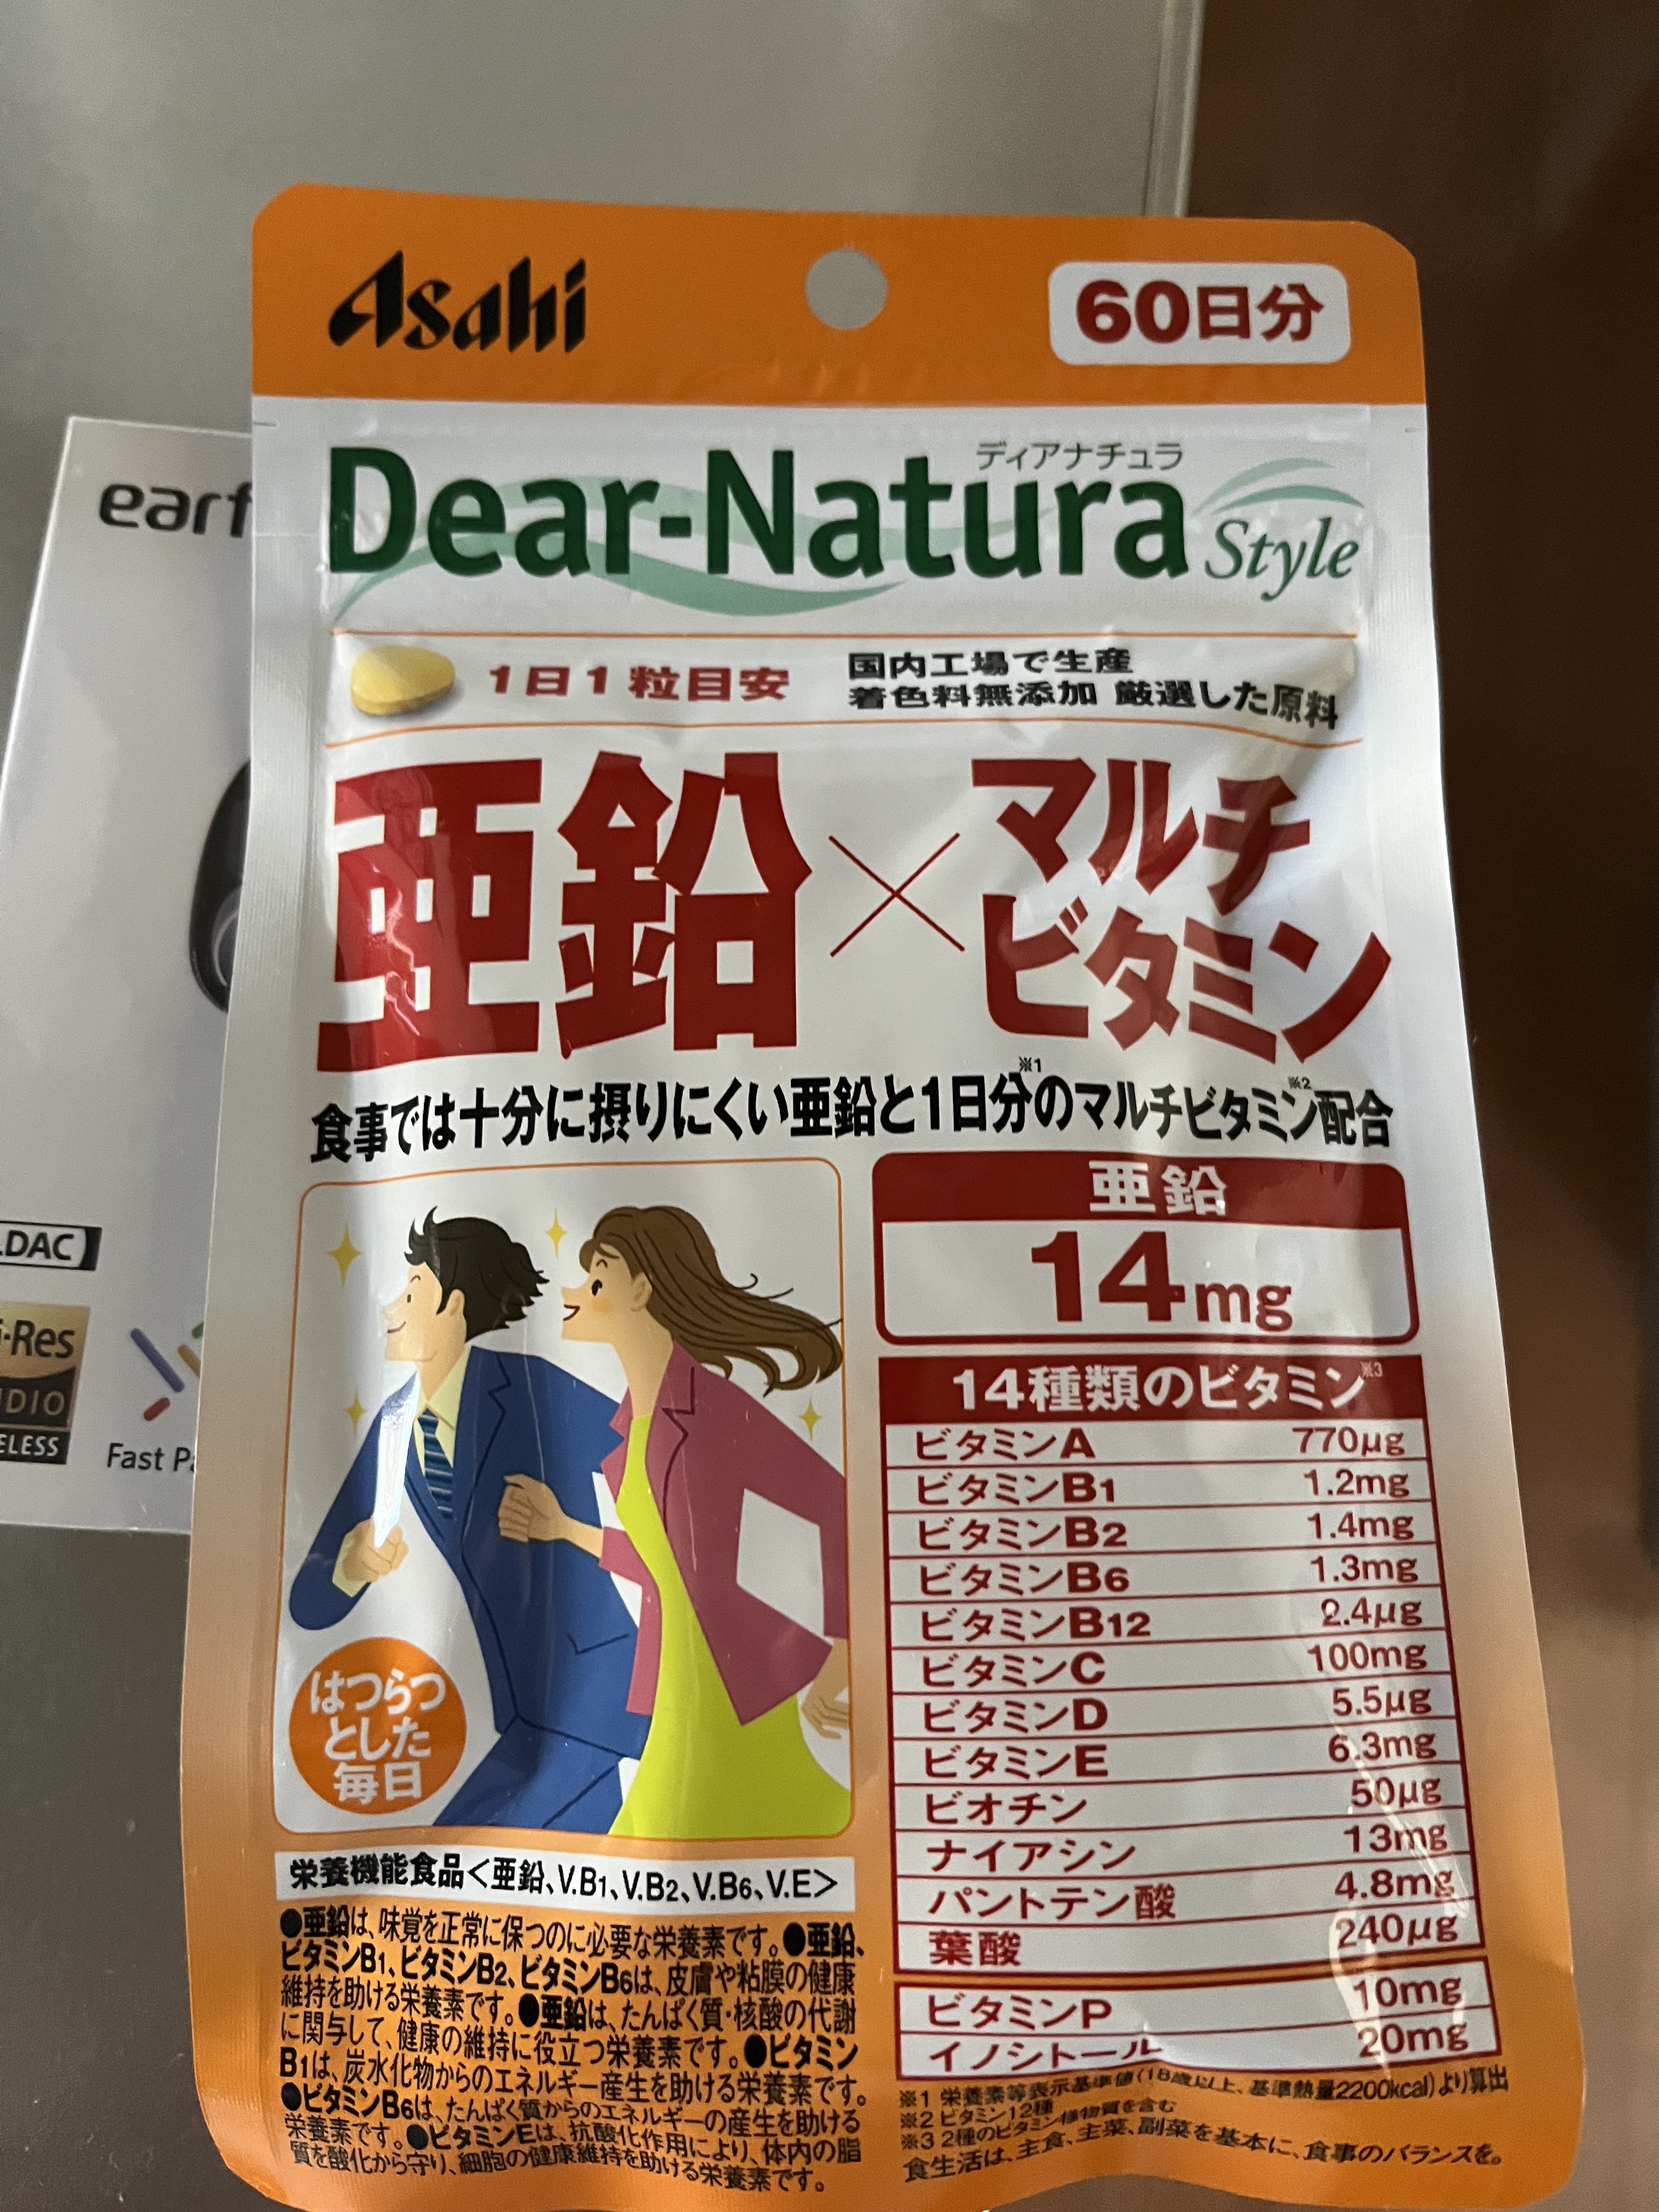 Asahi
60日分
ディアナチュラ
Dear-Natura Style
1日1粒目安
国内工場で生産
着色料無添加 厳選した原料
亜鉛×マルチ
ビタミン
食事では十分に摂りにくい亜鉛と1日分※1のマルチビタミン※2配合
亜鉛
14mg
14種類のビタミン※3
ビタミンA 770μg
ビタミンB1 1.2mg
ビタミンB2 1.4mg
ビタミンB6 1.3mg
ビタミンB12 2.4μg
ビタミンC 100mg
ビタミンD 5.5μg
ビタミンE 6.3mg
ビオチン 50μg
ナイアシン 13mg
パントテン酸 4.8mg
葉酸 240μg
ビタミンP 10mg
イノシトール 20mg
※1 栄養素等表示基準値(18歳以上、基準熱量2200kcal)より算出
※2 ビタミン12種
※3 2種のビタミン様物質を含む
食生活は、主食、主菜、副菜を基本に、食事のバランスを。
はつらつ
とした
毎日
栄養機能食品<亜鉛、V.B1、V.B2、V.B6、V.E>
●亜鉛は、味覚を正常に保つのに必要な栄養素です。●亜鉛、
ビタミンB1、ビタミンB2、ビタミンB6は、皮膚や粘膜の健康
維持を助ける栄養素です。●亜鉛は、たんぱく質・核酸の代謝
に関与して、健康の維持に役立つ栄養素です。●ビタミン
B1は、炭水化物からのエネルギー産生を助ける栄養素です。
●ビタミンB6は、たんぱく質からのエネルギーの産生を助ける
栄養素です。●ビタミンEは、抗酸化作用により、体内の脂
質を酸化から守り、細胞の健康維持を助ける栄養素です。
earf
LDAC
i-Res
UDIO
ELESS
Fast Pa